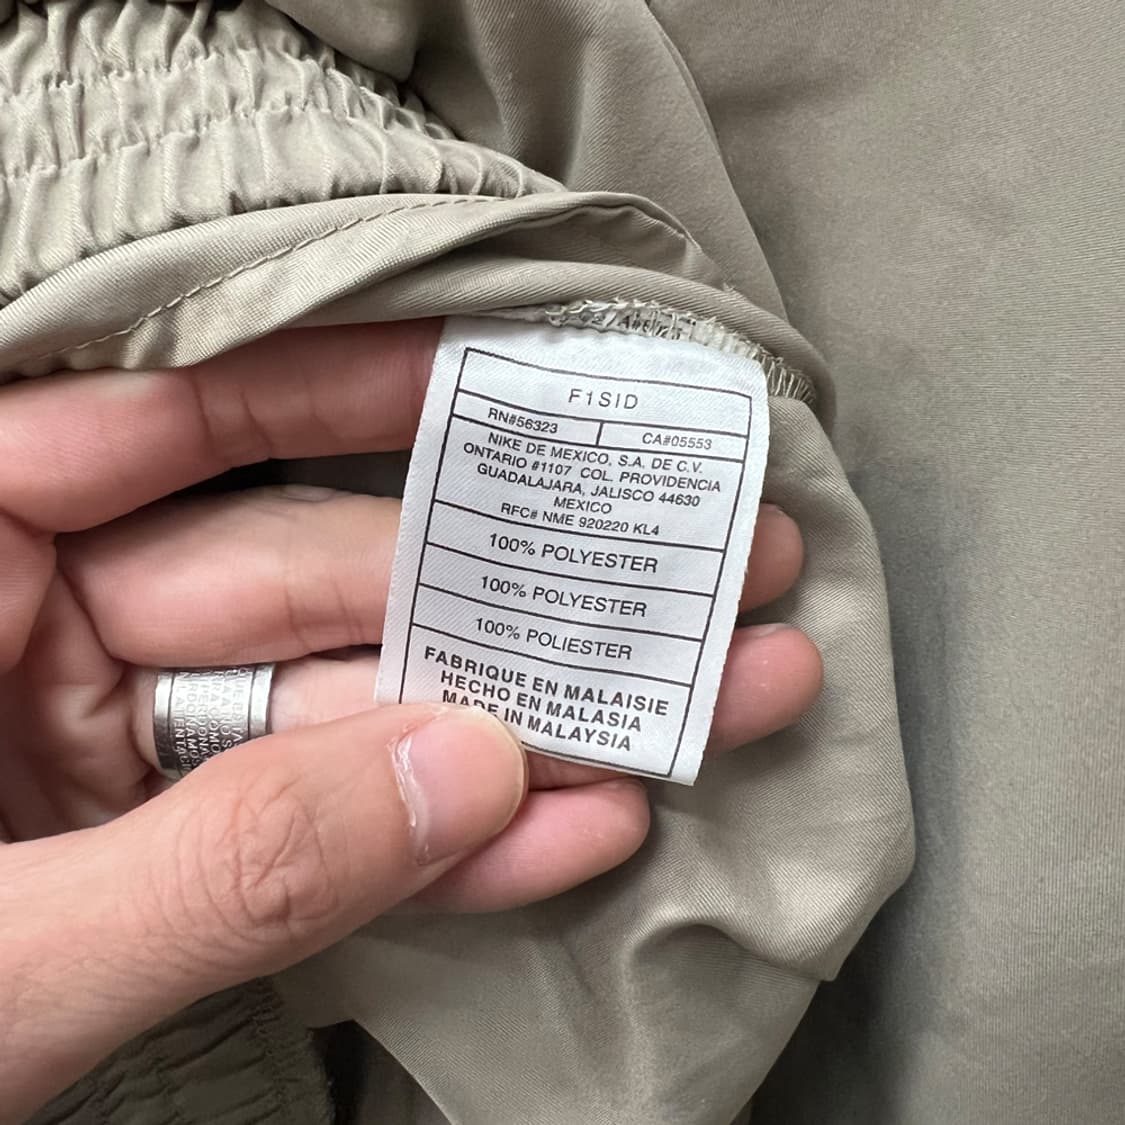 F1SID
RN#56323
CA#05553
NIKE DE MEXICO, S.A. DE C.V.
ONTARIO #1107 COL. PROVIDENCIA
GUADALAJARA, JALISCO 44630
MEXICO
RFC# NME 920220 KL4
100% POLYESTER
100% POLYESTER
100% POLIESTER
FABRIQUE EN MALAISIE
HECHO EN MALASIA
MADE IN MALAYSIA